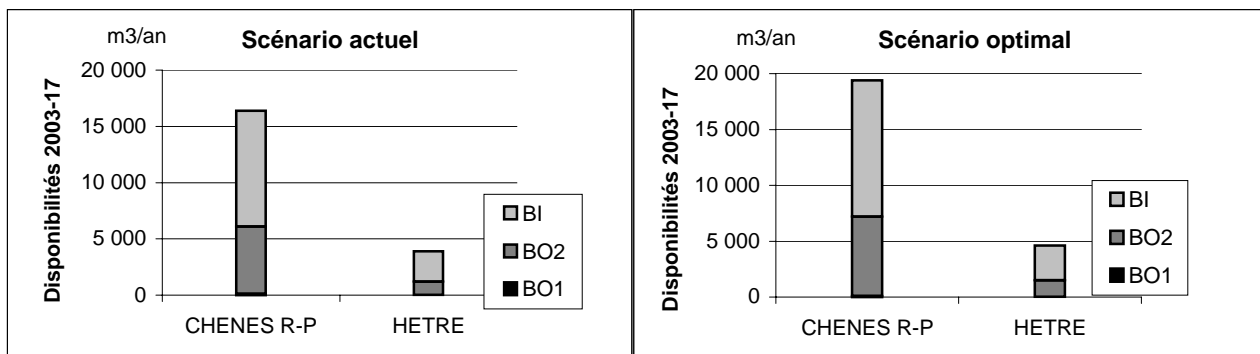 m3/an
Scénario actuel
Disponibilités 2003-17
20 000
15 000
10 000
5 000
0
CHENES R-P
HETRE
BI
BO2
BO1
m3/an
Scénario optimal
Disponibilités 2003-17
20 000
15 000
10 000
5 000
0
CHENES R-P
HETRE
BI
BO2
BO1